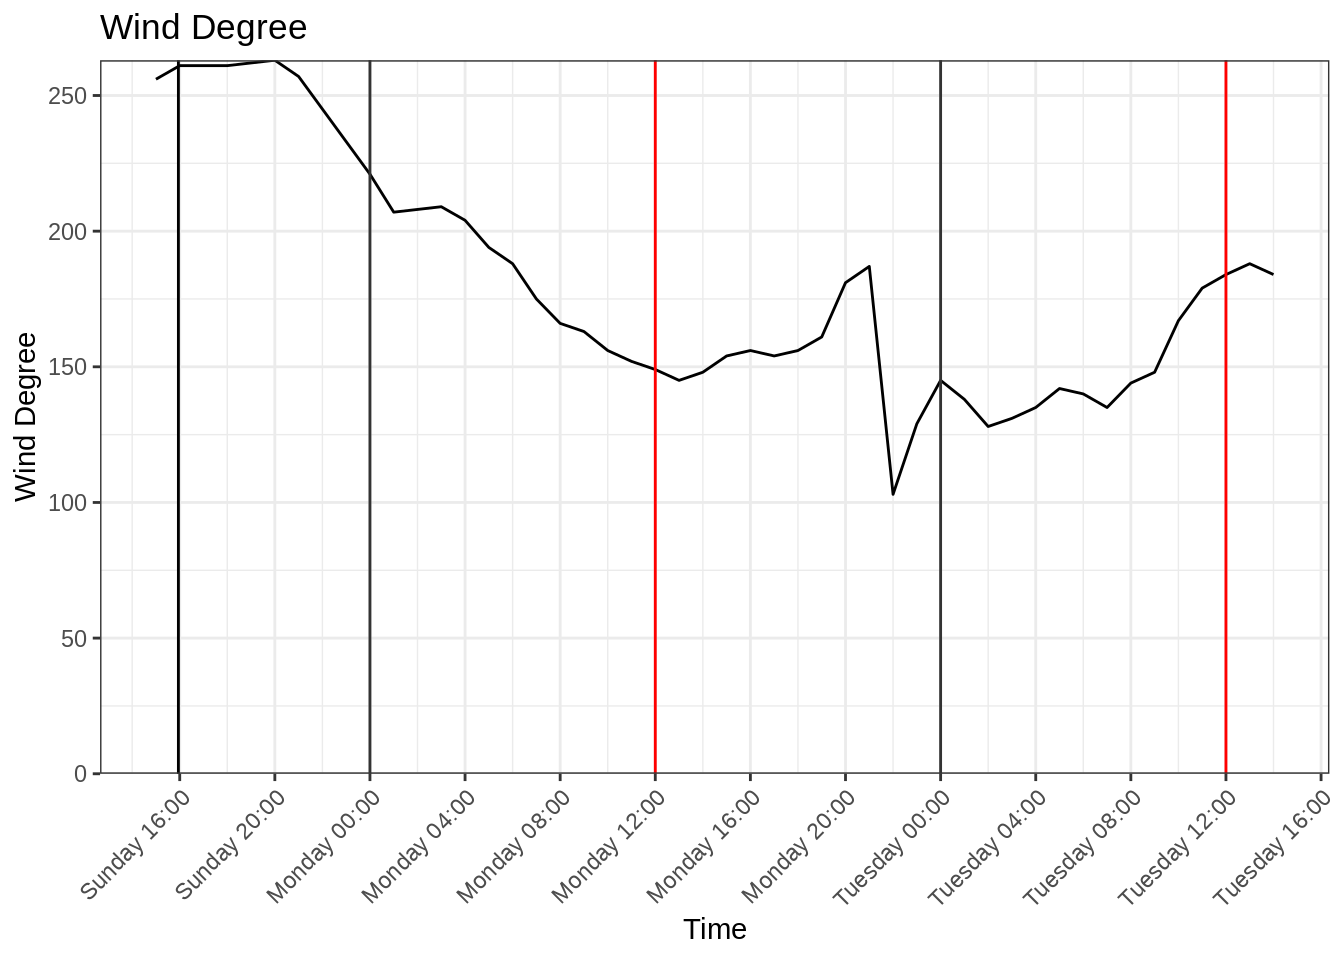 Wind Degree
Wind Degree
250
200
150
100
50
0
Sunday 16:00
Sunday 20:00
Monday 00:00
Monday 04:00
Monday 08:00
Monday 12:00
Monday 16:00
Monday 20:00
Tuesday 00:00
Tuesday 04:00
Tuesday 08:00
Tuesday 12:00
Tuesday 16:00
Time